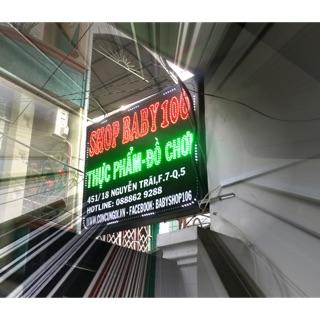 SHOP BABY 106
THỰC PHẨM-ĐỒ CHƠI
451/18 NGUYỄN TRÃI,F.7-Q.5
HOTLINE: 088862 9288
WWW.CONCUNGOI.VN - FACEBOOK: BABYSHOP106